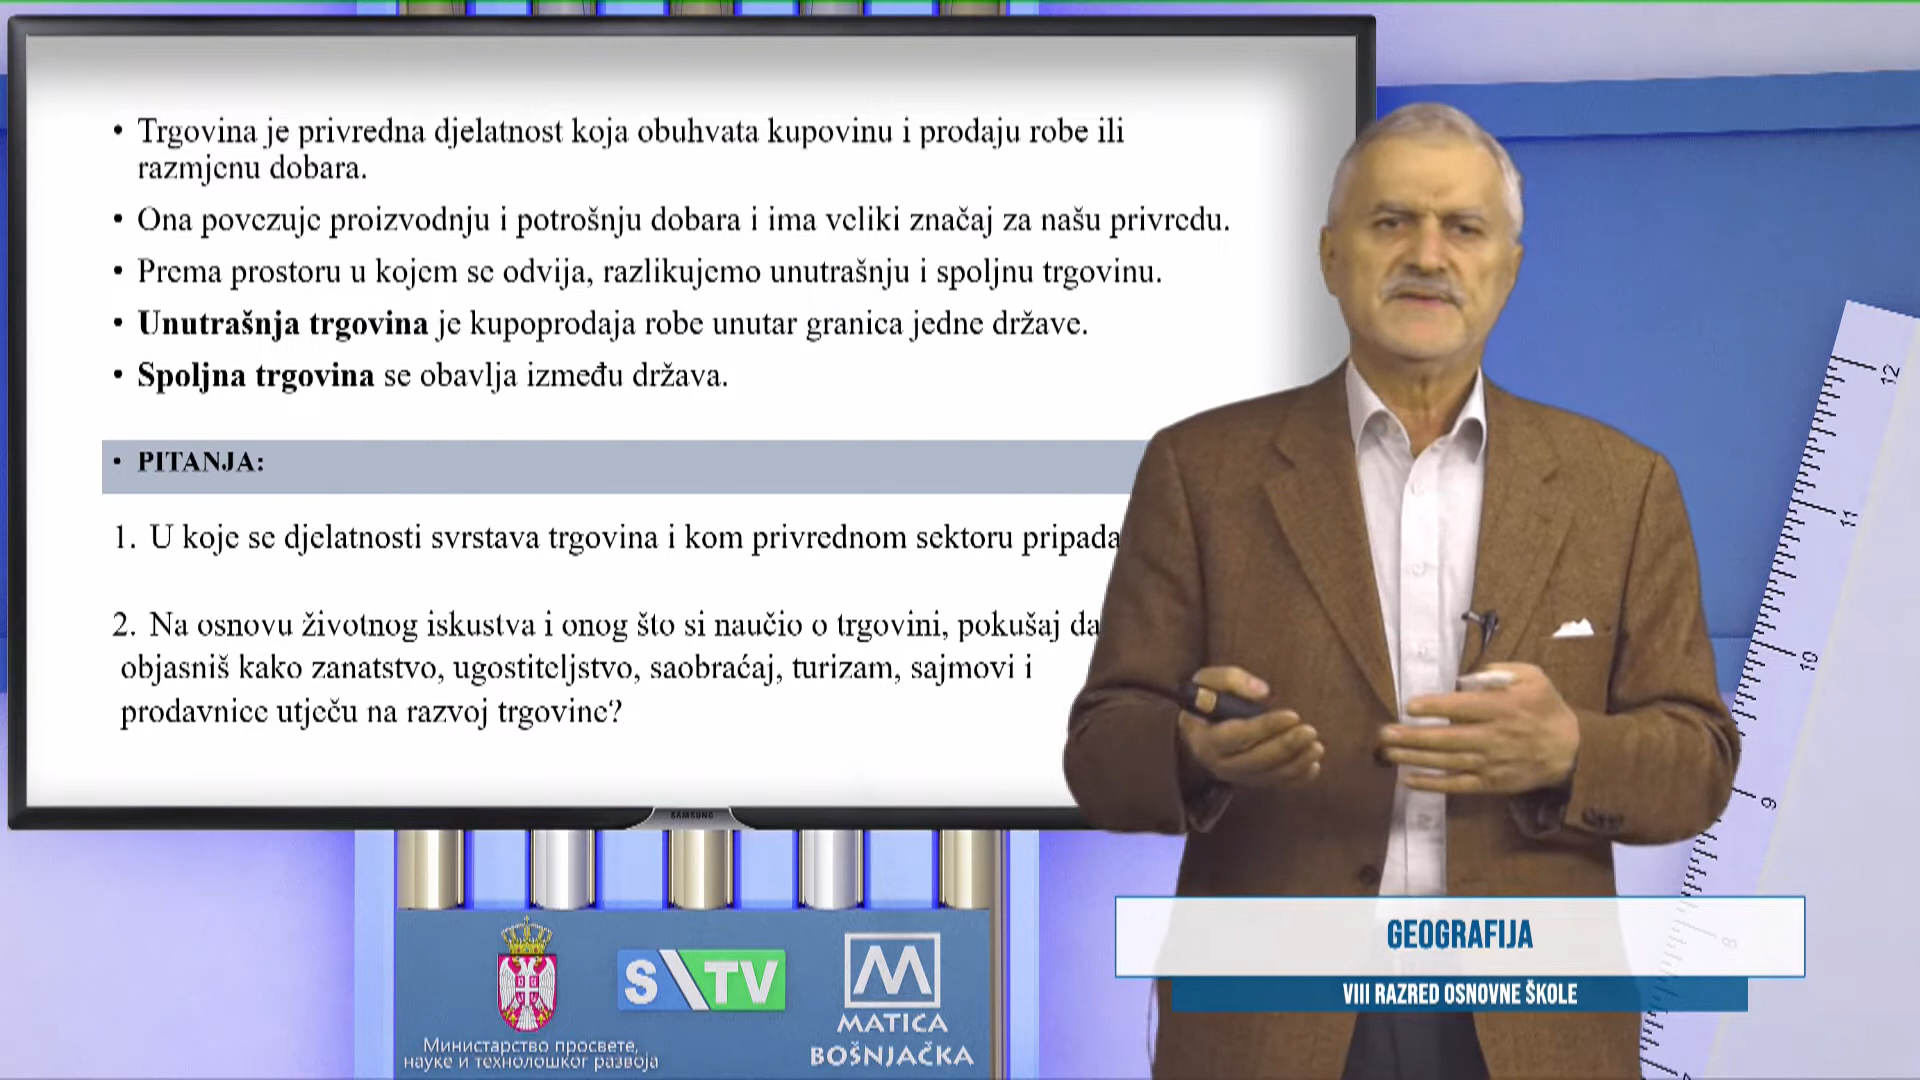 • Trgovina je privredna djelatnost koja obuhvata kupovinu i prodaju robe ili
razmjenu dobara.
• Ona povezuje proizvodnju i potrošnju dobara i ima veliki značaj za našu privredu.
• Prema prostoru u kojem se odvija, razlikujemo unutrašnju i spoljnu trgovinu.
• Unutrašnja trgovina je kupoprodaja robe unutar granica jedne države.
• Spoljna trgovina se obavlja između država.
• PITANJA:
1. U koje se djelatnosti svrstava trgovina i kom privrednom sektoru pripada
2. Na osnovu životnog iskustva i onog što si naučio o trgovini, pokušaj da
objasniš kako zanatstvo, ugostiteljstvo, saobraćaj, turizam, sajmovi i
prodavnice utječu na razvoj trgovine?
SAMSUNG
12
11
10
9
8
7
GEOGRAFIJA
VIII RAZRED OSNOVNE ŠKOLE
S TV
MATICA
BOŠNJAČKA
Министарство просвете,
науке и технолошког развоја